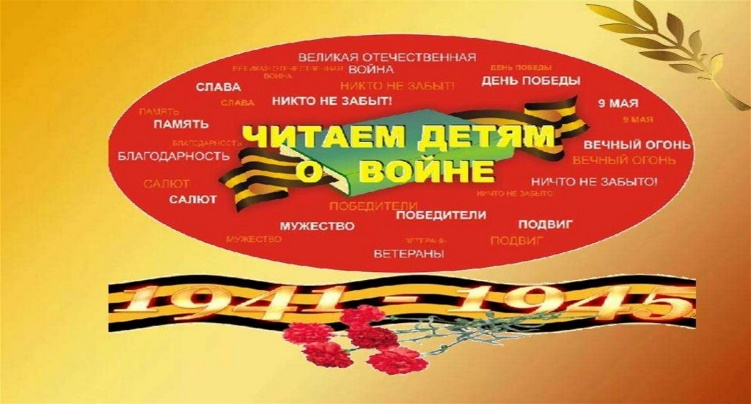 ВЕЛИКАЯ ОТЕЧЕСТВЕННАЯ
ВОЙНА
ВЕЛИКАЯ ОТЕЧЕСТВЕННАЯ
ВОЙНА
ДЕНЬ ПОБЕДЫ
ДЕНЬ ПОБЕДЫ
СЛАВА
НИКТО НЕ ЗАБЫТ!
СЛАВА
НИКТО НЕ ЗАБЫТ!
9 МАЯ
ПАМЯТЬ
9 МАЯ
ПАМЯТЬ
ЧИТАЕМ ДЕТЯМ
О ВОЙНЕ
БЛАГОДАРНОСТЬ
ВЕЧНЫЙ ОГОНЬ
БЛАГОДАРНОСТЬ
ВЕЧНЫЙ ОГОНЬ
САЛЮТ
НИЧТО НЕ ЗАБЫТО!
САЛЮТ
НИЧТО НЕ ЗАБЫТО!
ПОБЕДИТЕЛИ
ПОБЕДИТЕЛИ
МУЖЕСТВО
ПОДВИГ
МУЖЕСТВО
ВЕТЕРАНЫ
ПОДВИГ
ВЕТЕРАНЫ
1941 - 1945